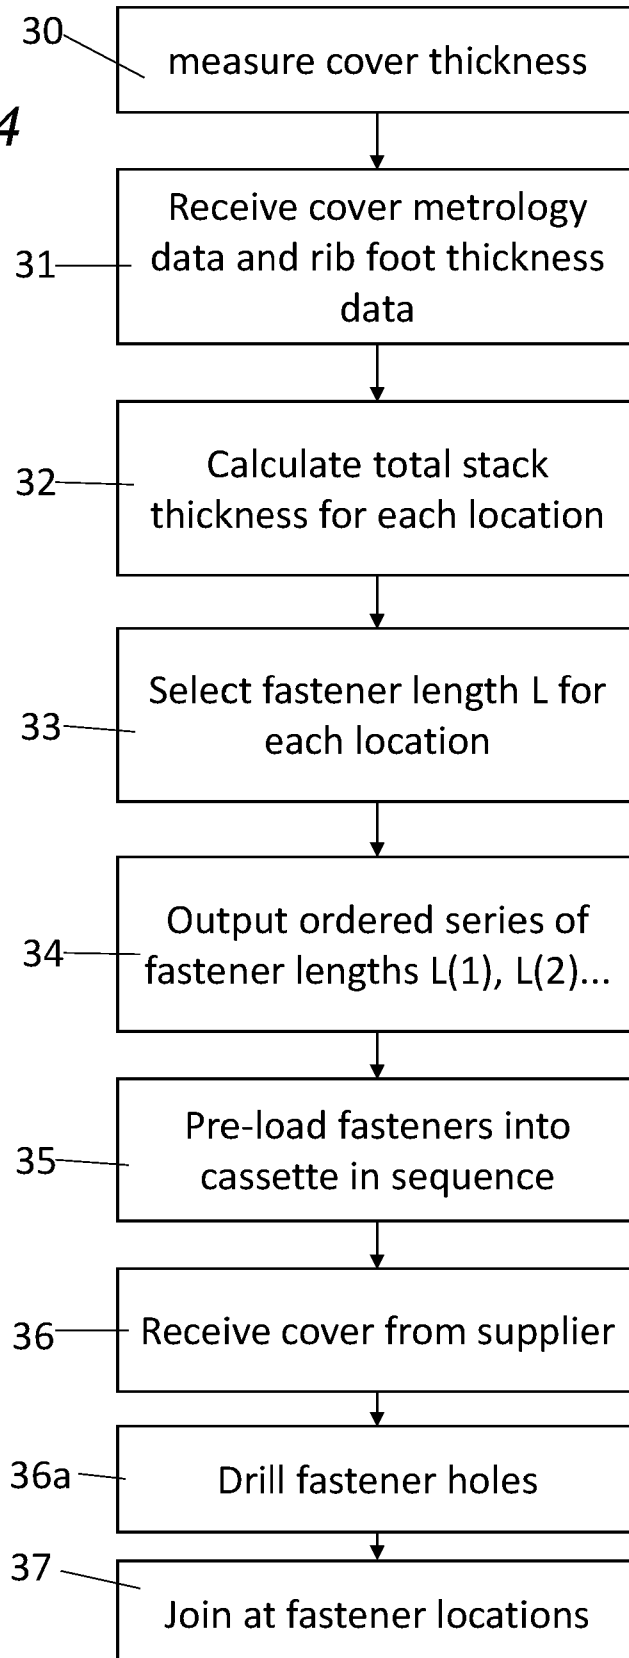 30
measure cover thickness
4
31
Receive cover metrology
data and rib foot thickness
data
32
Calculate total stack
thickness for each location
33
Select fastener length L for
each location
34
Output ordered series of
fastener lengths L(1), L(2)...
35
Pre-load fasteners into
cassette in sequence
36
Receive cover from supplier
36a
Drill fastener holes
37
Join at fastener locations